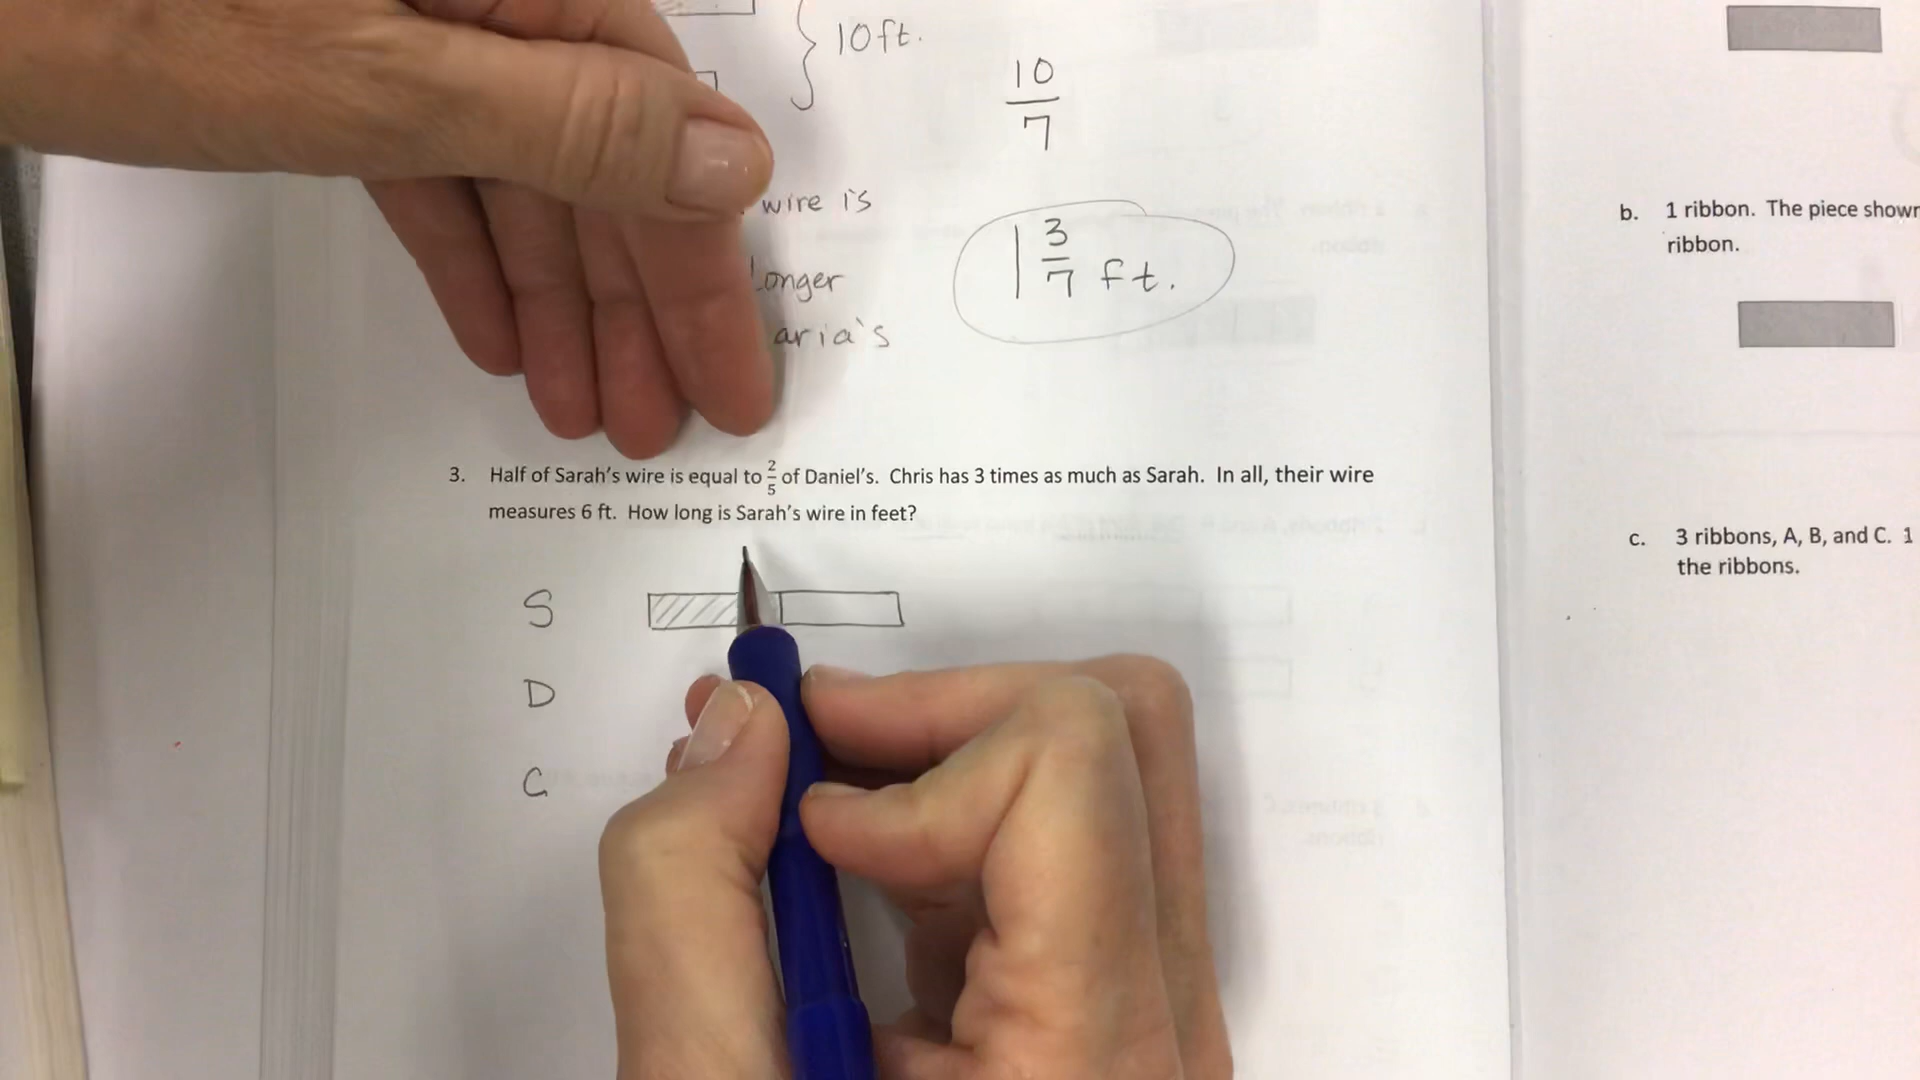 10ft.
10
7
wire is
longer
aria's
1 3/7 ft.
3. Half of Sarah's wire is equal to 2/5 of Daniel's. Chris has 3 times as much as Sarah. In all, their wire
measures 6 ft. How long is Sarah's wire in feet?
S
D
C
b. 1 ribbon. The piece shown
ribbon.
c. 3 ribbons, A, B, and C. 1
the ribbons.